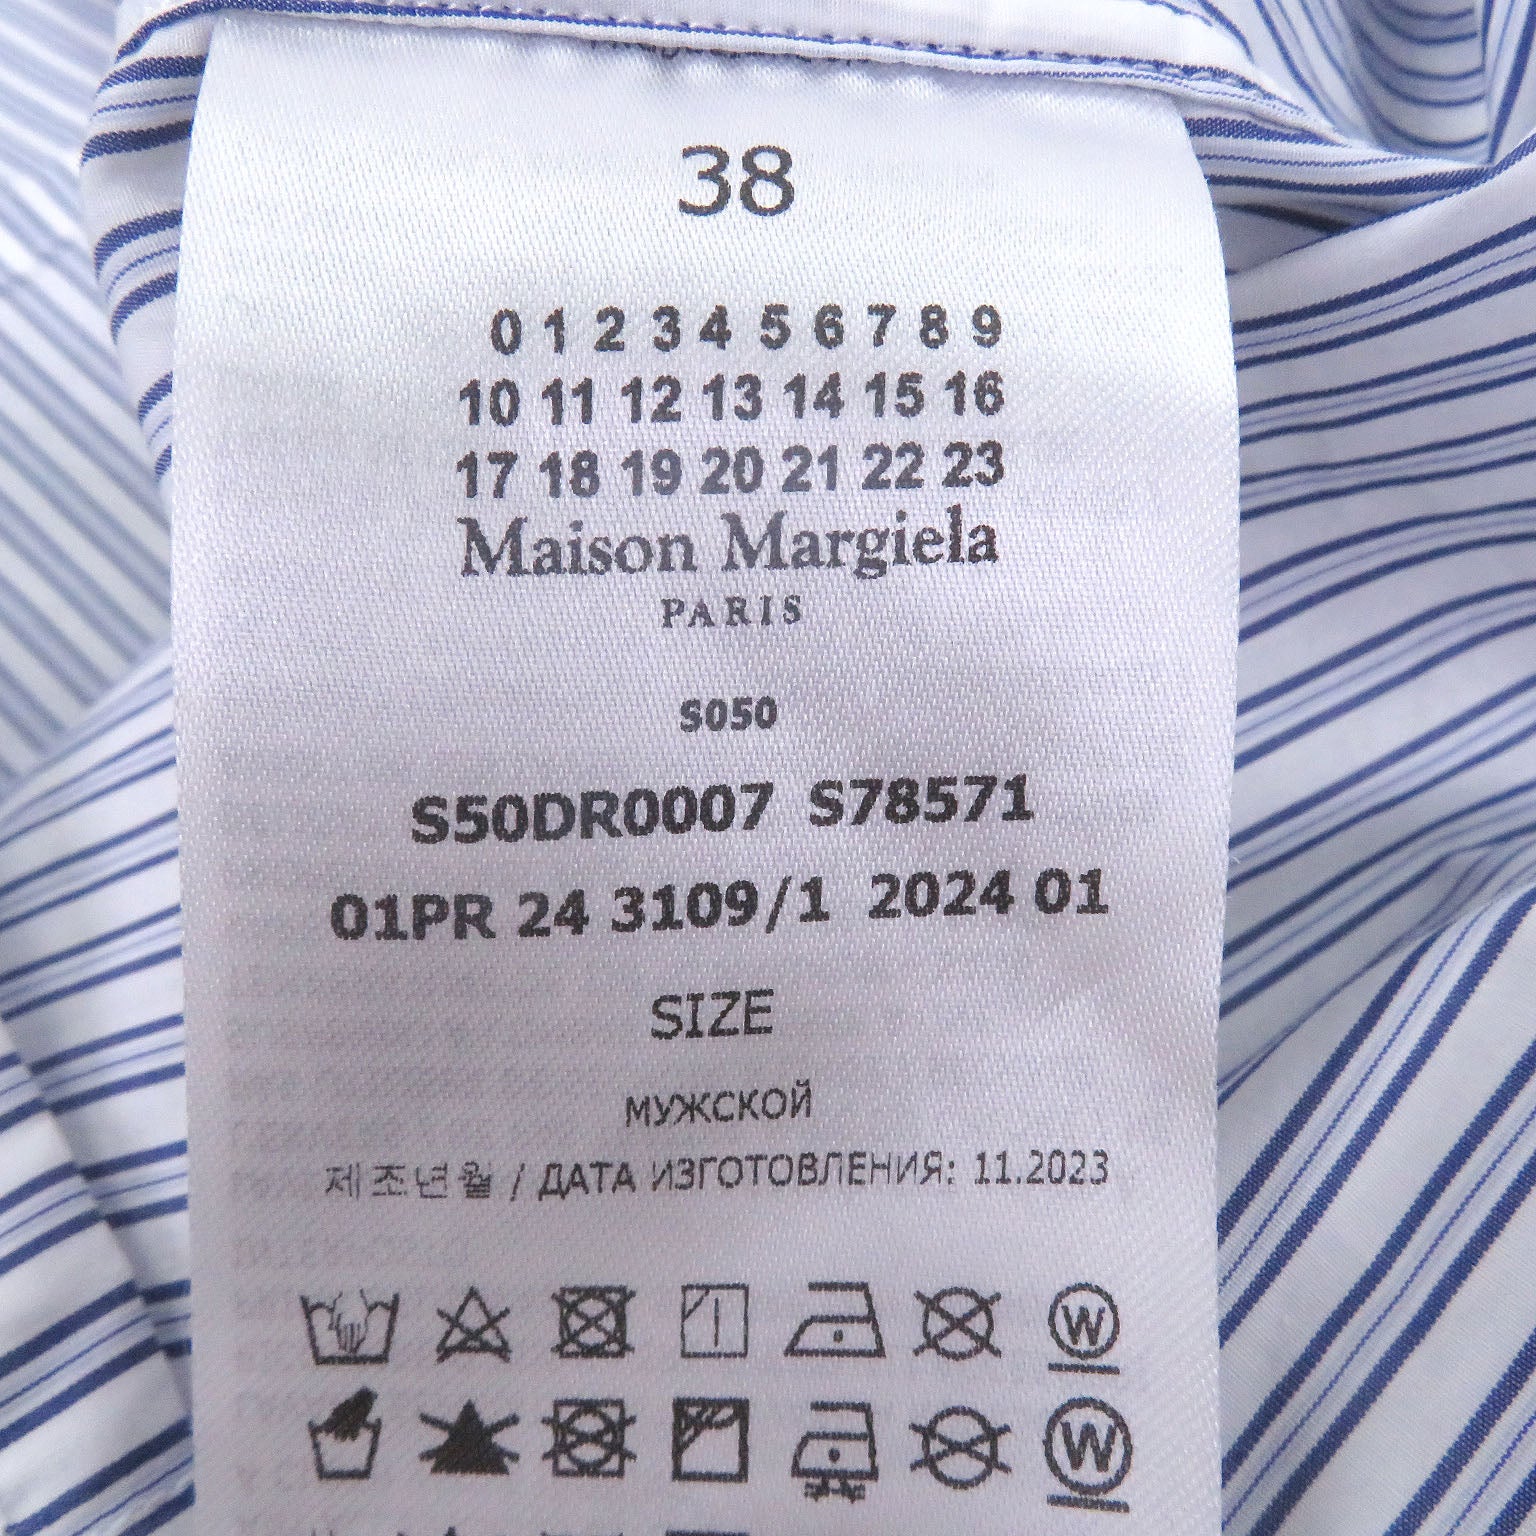 38
0 1 2 3 4 5 6 7 8 9
10 11 12 13 14 15 16
17 18 19 20 21 22 23
Maison Margiela
PARIS
S050
S50DR0007 S78571
01PR 24 3109/1 2024 01
SIZE
МУЖСКОЙ
제조년월 / ДАТА ИЗГОТОВЛЕНИЯ: 11.2023
W
W